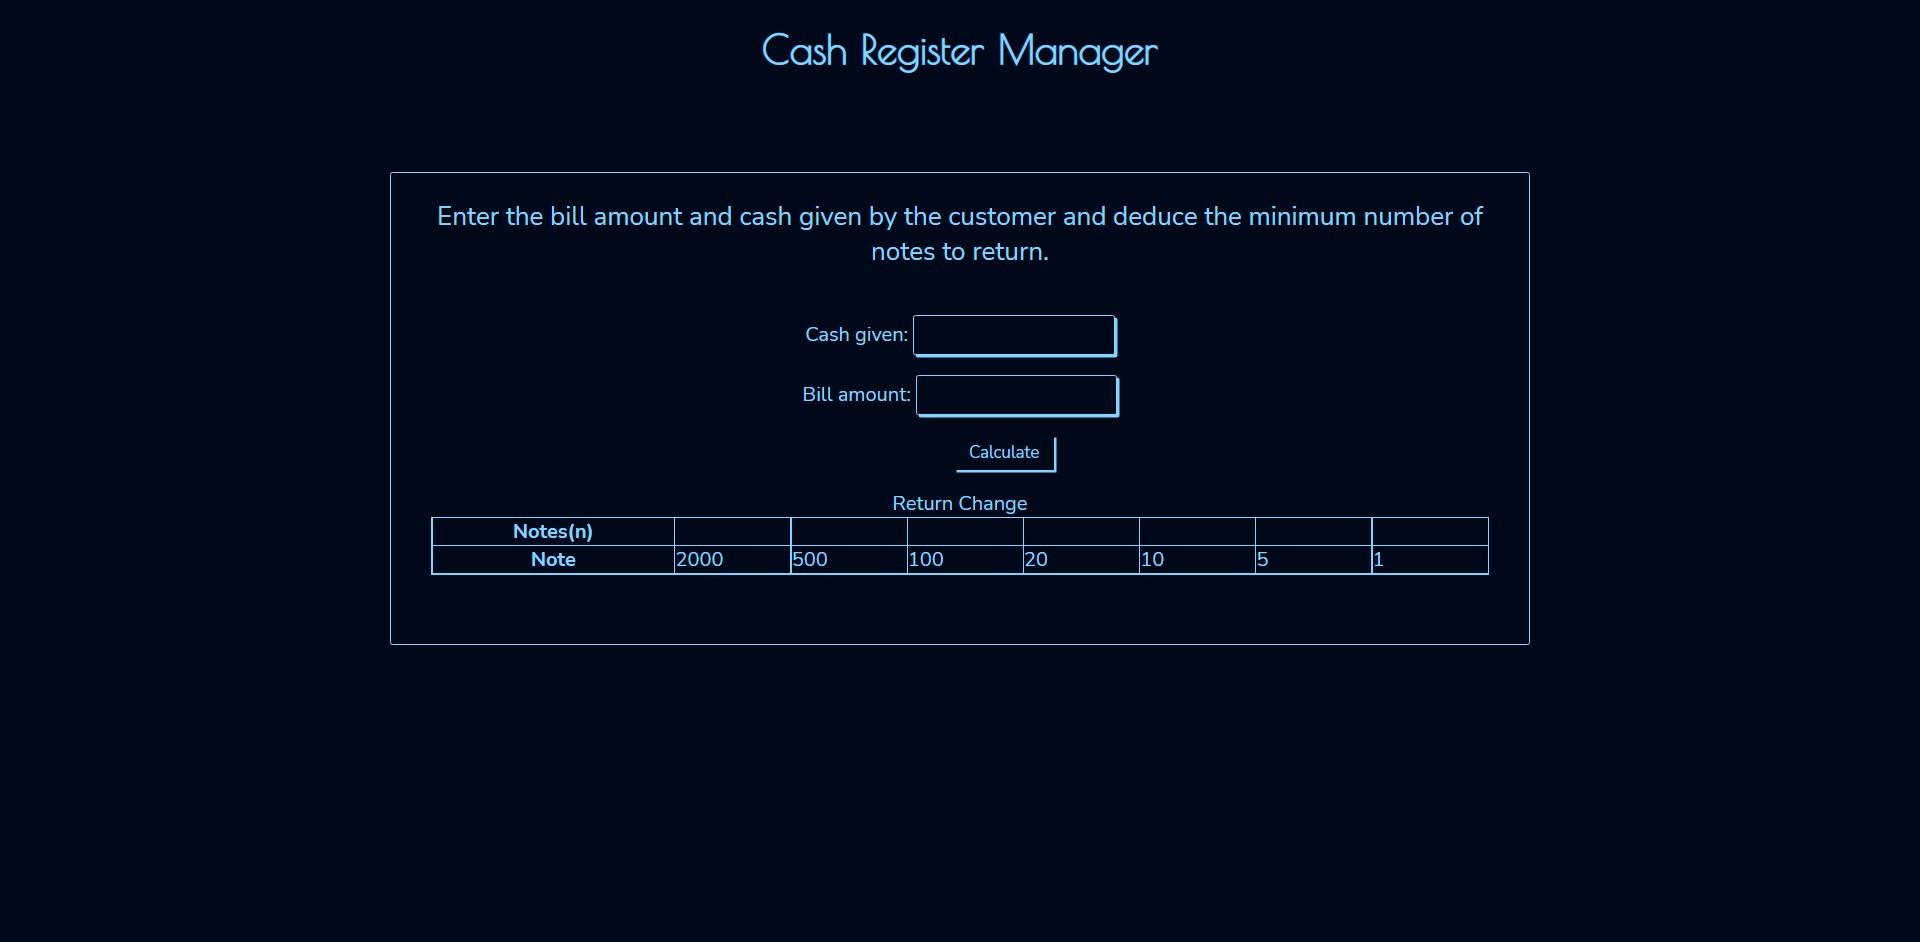 Cash Register Manager
Enter the bill amount and cash given by the customer and deduce the minimum number of
notes to return.
Cash given:
Bill amount:
Calculate
Return Change
Notes(n)
Note 2000 500 100 20 10 5 1